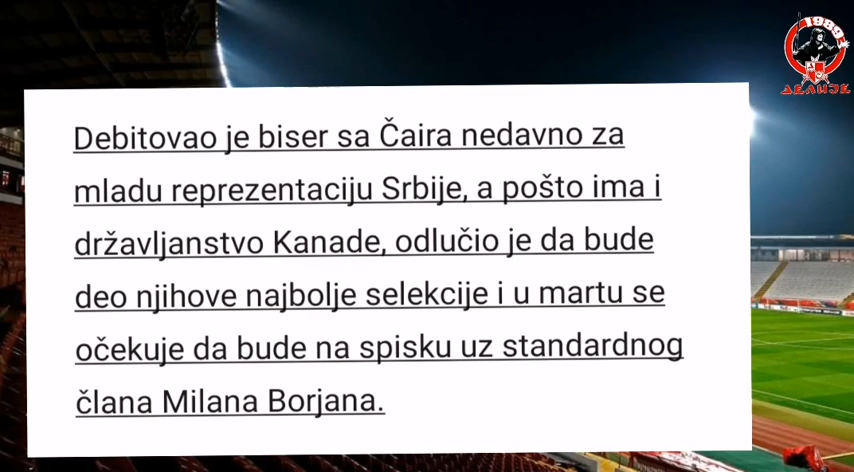 1989
ДЕЛИЈЕ
Debitovao je biser sa Čaira nedavno za
mladu reprezentaciju Srbije, a pošto ima i
državljanstvo Kanade, odlučio je da bude
deo njihove najbolje selekcije i u martu se
očekuje da bude na spisku uz standardnog
člana Milana Borjana.